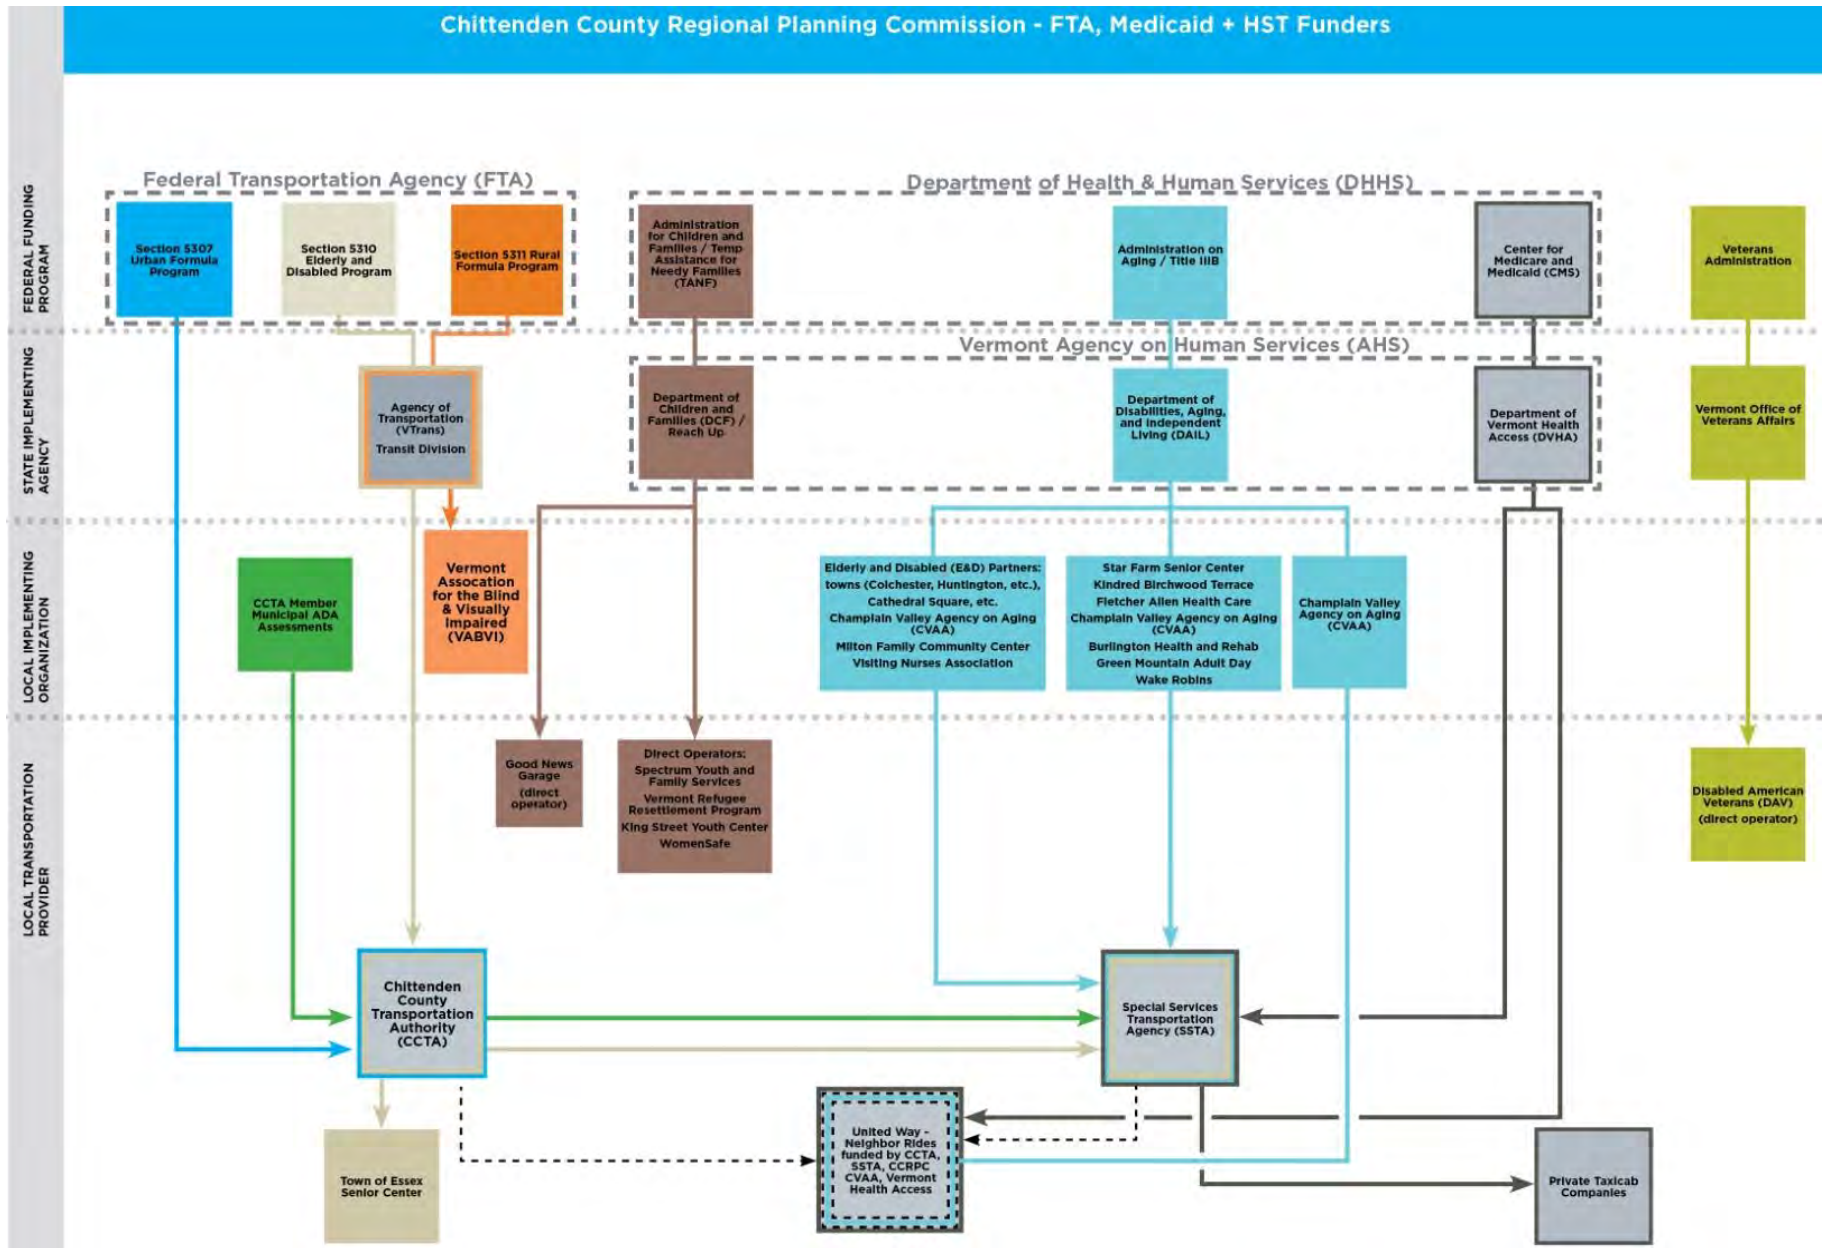 Chittenden County Regional Planning Commission - FTA, Medicaid + HST Funders
FEDERAL FUNDING
PROGRAM
Federal Transportation Agency (FTA)
Department of Health & Human Services (DHHS)
Section 5307
Urban Formula
Program
Section 5310
Elderly and
Disabled Program
Section 5311 Rural
Formula Program
Administration
for Children and
Families / Temp
Assistance for
Needy Families
(TANF)
Administration on
Aging / Title IIIB
Center for
Medicare and
Medicaid (CMS)
Veterans
Administration
STATE IMPLEMENTING
AGENCY
Vermont Agency on Human Services (AHS)
Agency of
Transportation
(VTrans)
Transit Division
Department of
Children and
Families (DCF) /
Reach Up
Department of
Disabilities, Aging,
and Independent
Living (DAIL)
Department of
Vermont Health
Access (DVHA)
Vermont Office of
Veterans Affairs
LOCAL IMPLEMENTING
ORGANIZATION
CCTA Member
Municipal ADA
Assessments
Vermont
Assocation
for the Blind
& Visually
Impaired
(VABVI)
Elderly and Disabled (E&D) Partners:
towns (Colchester, Huntington, etc.),
Cathedral Square, etc.
Champlain Valley Agency on Aging
(CVAA)
Milton Family Community Center
Visiting Nurses Association
Star Farm Senior Center
Kindred Birchwood Terrace
Fletcher Allen Health Care
Champlain Valley Agency on Aging
(CVAA)
Burlington Health and Rehab
Green Mountain Adult Day
Wake Robins
Champlain Valley
Agency on Aging
(CVAA)
LOCAL TRANSPORTATION
PROVIDER
Good News
Garage
(direct
operator)
Direct Operators:
Spectrum Youth and
Family Services
Vermont Refugee
Resettlement Program
King Street Youth Center
WomenSafe
Disabled American
Veterans (DAV)
(direct operator)
Chittenden
County
Transportation
Authority
(CCTA)
Special Services
Transportation
Agency (SSTA)
Town of Essex
Senior Center
United Way -
Neighbor Rides
funded by CCTA,
SSTA, CCRPC
CVAA, Vermont
Health Access
Private Taxicab
Companies